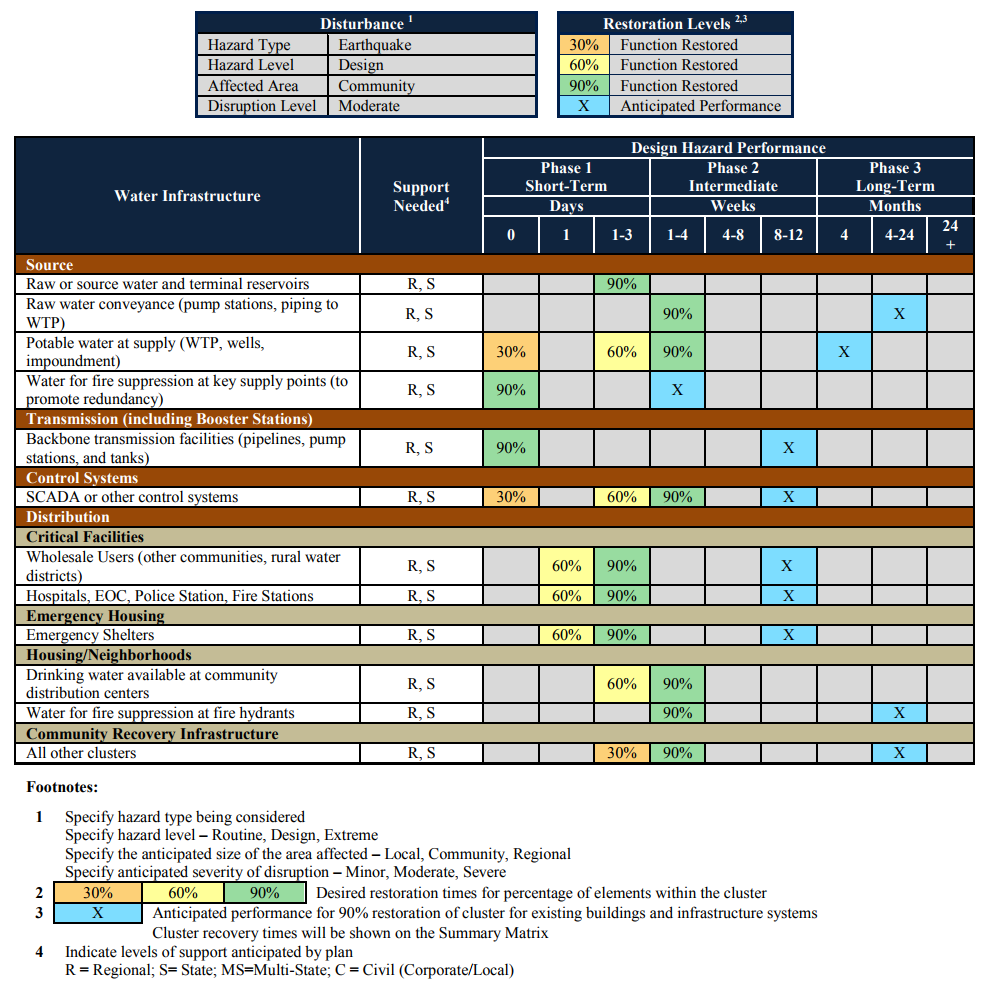 Disturbance 1
Hazard Type Earthquake
Hazard Level Design
Affected Area Community
Disruption Level Moderate
Restoration Levels 2,3
30% Function Restored
60% Function Restored
90% Function Restored
X Anticipated Performance
Water Infrastructure
Support
Needed4
Design Hazard Performance
Phase 1
Short-Term
Phase 2
Intermediate
Phase 3
Long-Term
Days Weeks Months
0 1 1-3 1-4 4-8 8-12 4 4-24 24
+
Source
Raw or source water and terminal reservoirs R, S 90%
Raw water conveyance (pump stations, piping to
WTP) R, S 90% X
Potable water at supply (WTP, wells,
impoundment) R, S 30% 60% 90% X
Water for fire suppression at key supply points (to
promote redundancy) R, S 90% X
Transmission (including Booster Stations)
Backbone transmission facilities (pipelines, pump
stations, and tanks) R, S 90% X
Control Systems
SCADA or other control systems R, S 30% 60% 90% X
Distribution
Critical Facilities
Wholesale Users (other communities, rural water
districts) R, S 60% 90% X
Hospitals, EOC, Police Station, Fire Stations R, S 60% 90% X
Emergency Housing
Emergency Shelters R, S 60% 90% X
Housing/Neighborhoods
Drinking water available at community
distribution centers R, S 60% 90%
Water for fire suppression at fire hydrants R, S 90% X
Community Recovery Infrastructure
All other clusters R, S 30% 90% X
Footnotes:
1 Specify hazard type being considered
Specify hazard level – Routine, Design, Extreme
Specify the anticipated size of the area affected – Local, Community, Regional
Specify anticipated severity of disruption – Minor, Moderate, Severe
2 30% 60% 90% Desired restoration times for percentage of elements within the cluster
3 X Anticipated performance for 90% restoration of cluster for existing buildings and infrastructure systems
Cluster recovery times will be shown on the Summary Matrix
4 Indicate levels of support anticipated by plan
R = Regional; S= State; MS=Multi-State; C = Civil (Corporate/Local)